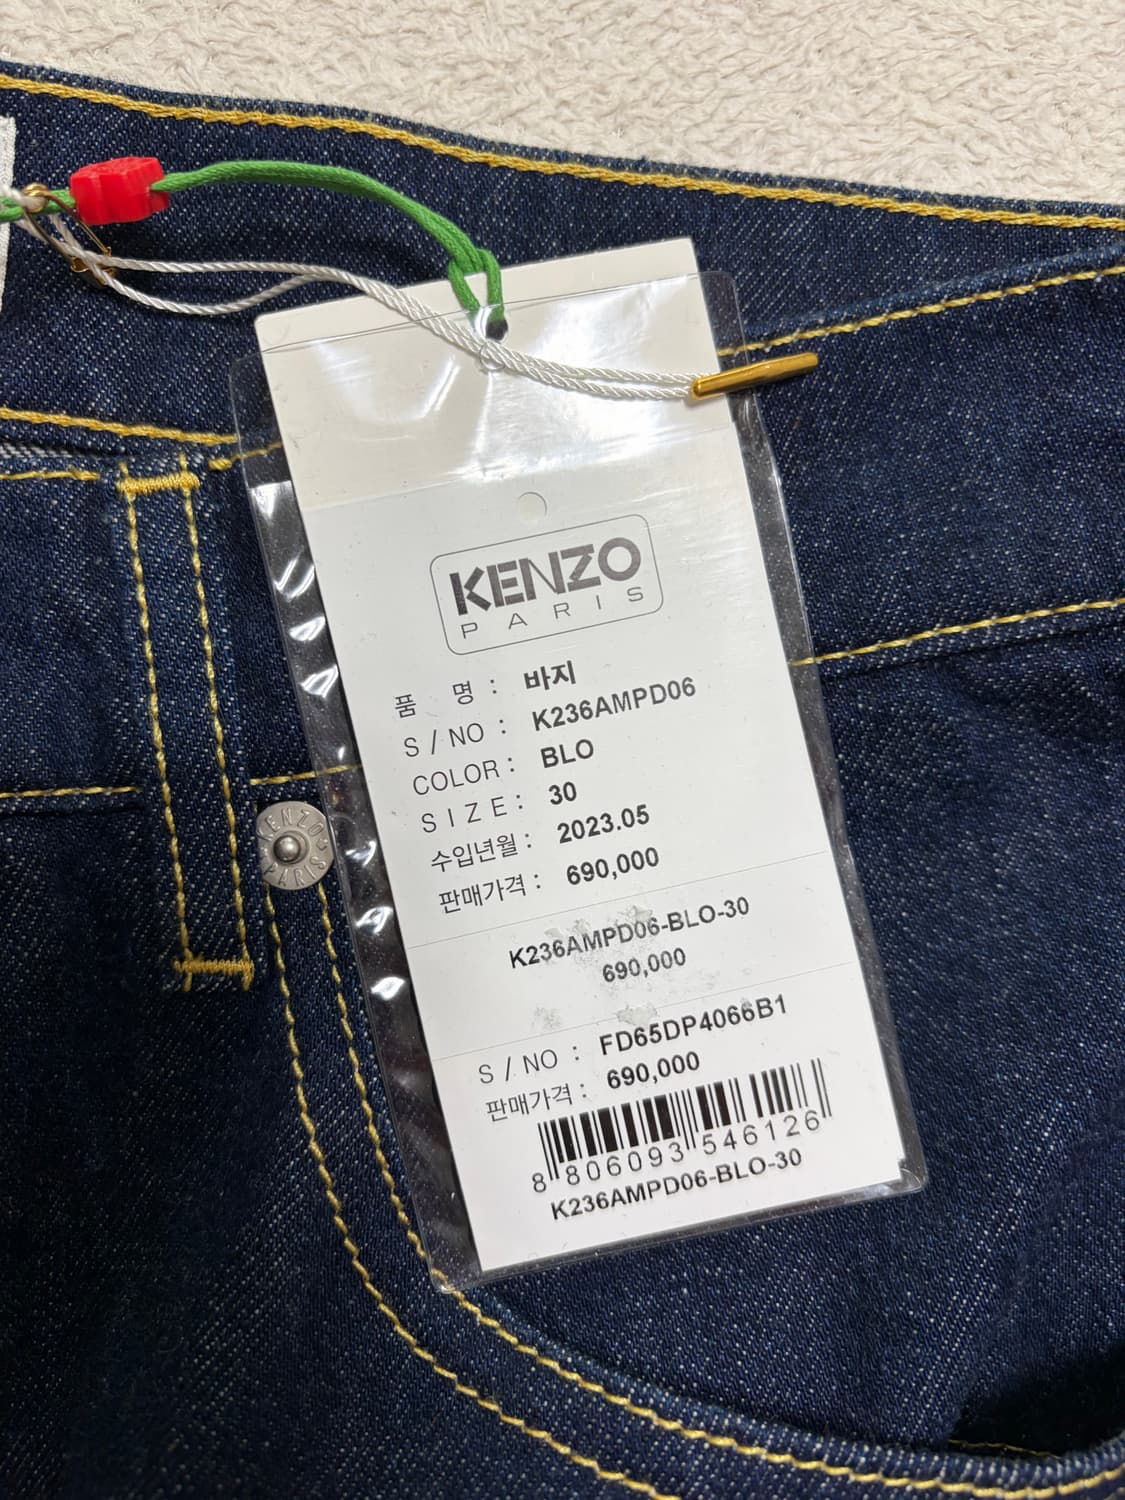 KENZO
PARIS
품 명 : 바지
S / NO : K236AMPD06
COLOR : BLO
SIZE : 30
수입년월 : 2023.05
판매가격 : 690,000
K236AMPD06-BLO-30
690,000
S / NO : FD65DP4066B1
판매가격 : 690,000
8 806093 546126
K236AMPD06-BLO-30
KENZO
PARIS